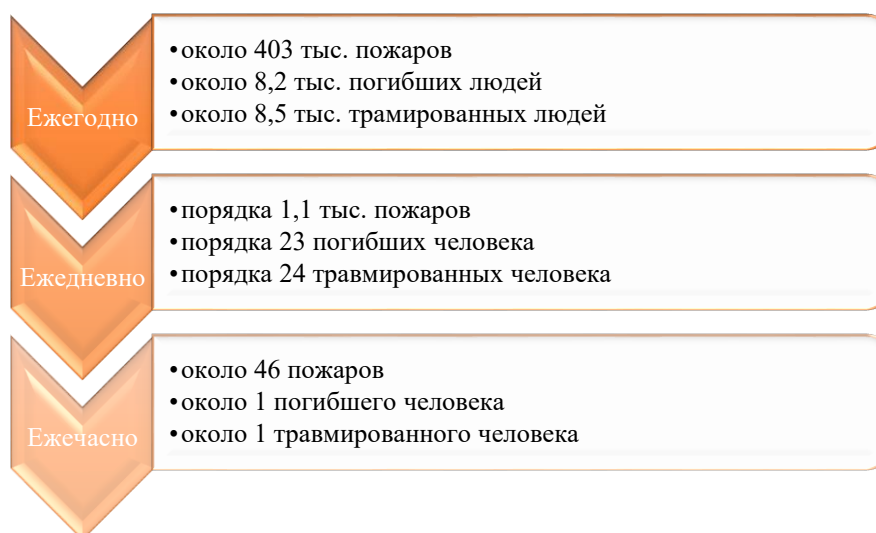 Ежегодно
•около 403 тыс. пожаров
•около 8,2 тыс. погибших людей
•около 8,5 тыс. трамированных людей
Ежедневно
•порядка 1,1 тыс. пожаров
•порядка 23 погибших человека
•порядка 24 травмированных человека
Ежечасно
•около 46 пожаров
•около 1 погибшего человека
•около 1 травмированного человека